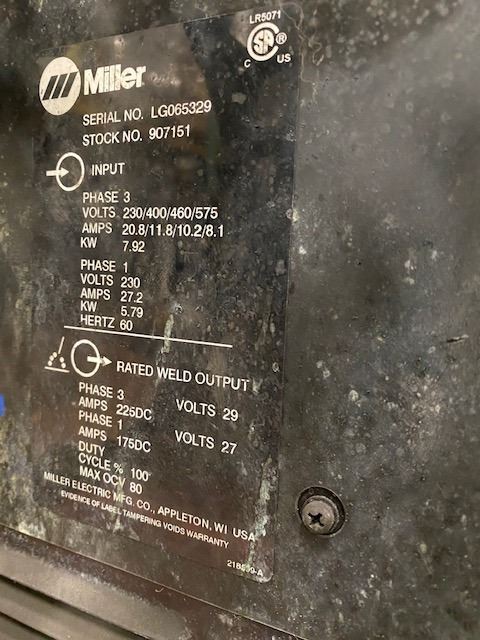 LR5071
CSA®
C US
Miller
SERIAL NO. LG065329
STOCK NO. 907151
INPUT
PHASE 3
VOLTS 230/400/460/575
AMPS 20.8/11.8/10.2/8.1
KW 7.92
PHASE 1
VOLTS 230
AMPS 27.2
KW 5.79
HERTZ 60
RATED WELD OUTPUT
PHASE 3
AMPS 225DC VOLTS 29
PHASE 1
AMPS 175DC VOLTS 27
DUTY
CYCLE % 100
MAX OCV 80
MILLER ELECTRIC MFG. CO., APPLETON, WI USA
EVIDENCE OF LABEL TAMPERING VOIDS WARRANTY